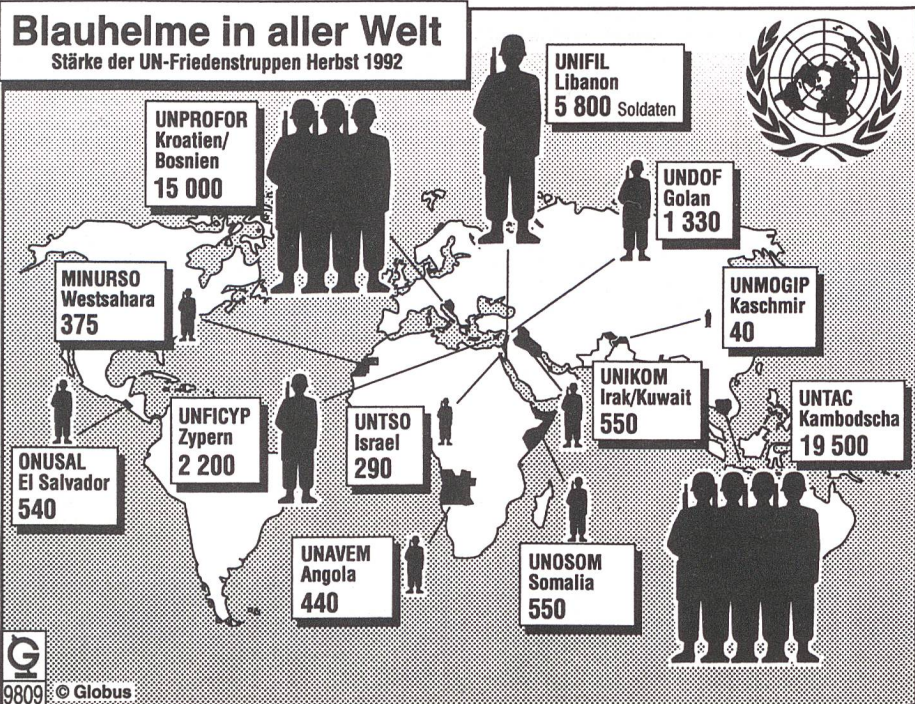 Blauhelme in aller Welt
Stärke der UN-Friedenstruppen Herbst 1992
UNIFIL
Libanon
5 800 Soldaten
UNPROFOR
Kroatien/
Bosnien
15 000
UNDOF
Golan
1 330
MINURSO
Westsahara
375
UNMOGIP
Kaschmir
40
UNIKOM
Irak/Kuwait
550
UNTAC
Kambodscha
19 500
UNFICYP
Zypern
2 200
UNTSO
Israel
290
ONUSAL
El Salvador
540
UNAVEM
Angola
440
UNOSOM
Somalia
550
G
9809 © Globus